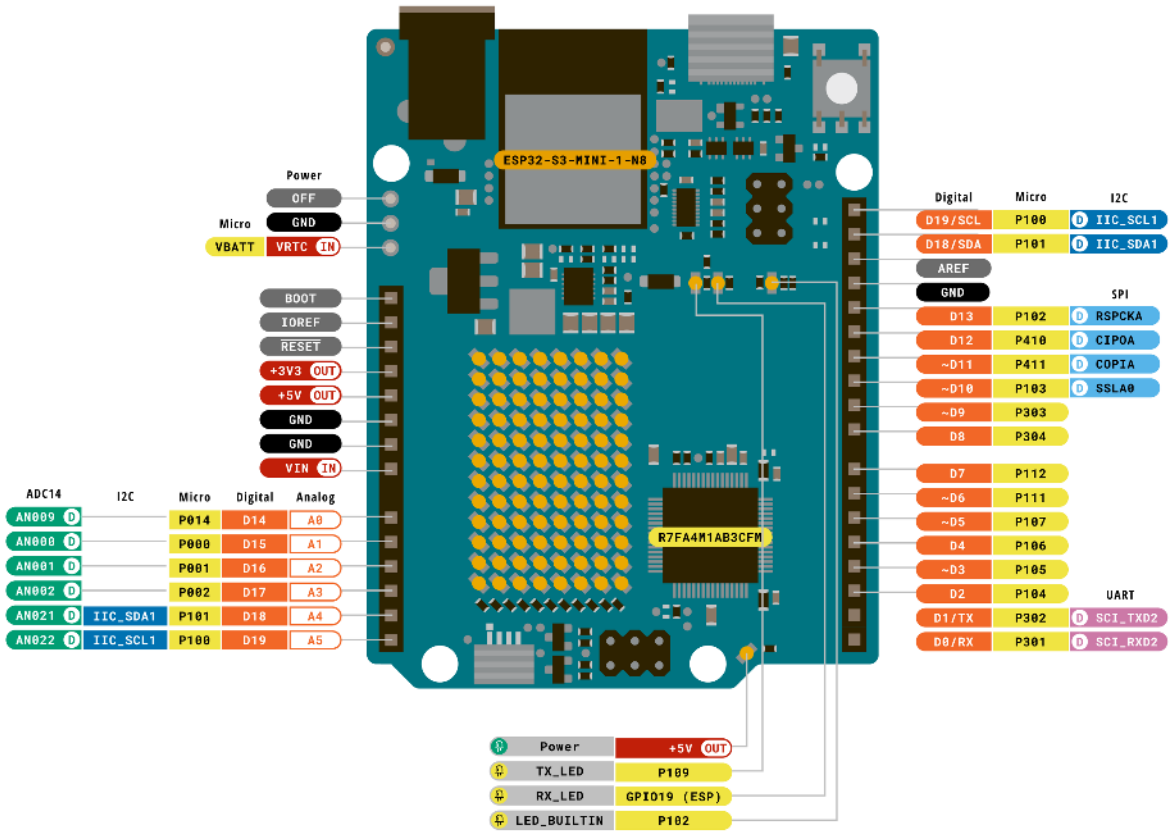 ESP32-S3-MINI-1-N8
Power
OFF
Micro GND
VBATT VRTC IN
BOOT
IOREF
RESET
+3V3 OUT
+5V OUT
GND
GND
VIN IN
ADC14 I2C Micro Digital Analog
AN009 D P014 D14 A0
AN000 D P000 D15 A1
AN001 D P001 D16 A2
AN002 D P002 D17 A3
AN021 D IIC_SDA1 P101 D18 A4
AN022 D IIC_SCL1 P100 D19 A5
R7FA4M1AB3CFM
Digital Micro I2C
D19/SCL P100 D IIC_SCL1
D18/SDA P101 D IIC_SDA1
AREF
GND
SPI
D13 P102 D RSPCKA
D12 P410 D CIPOA
~D11 P411 D COPIA
~D10 P103 D SSLA0
~D9 P303
D8 P304
D7 P112
~D6 P111
~D5 P107
D4 P106
~D3 P105
D2 P104
UART
D1/TX P302 D SCI_TXD2
D0/RX P301 D SCI_RXD2
Power +5V OUT
TX_LED P109
RX_LED GPIO19 (ESP)
LED_BUILTIN P102